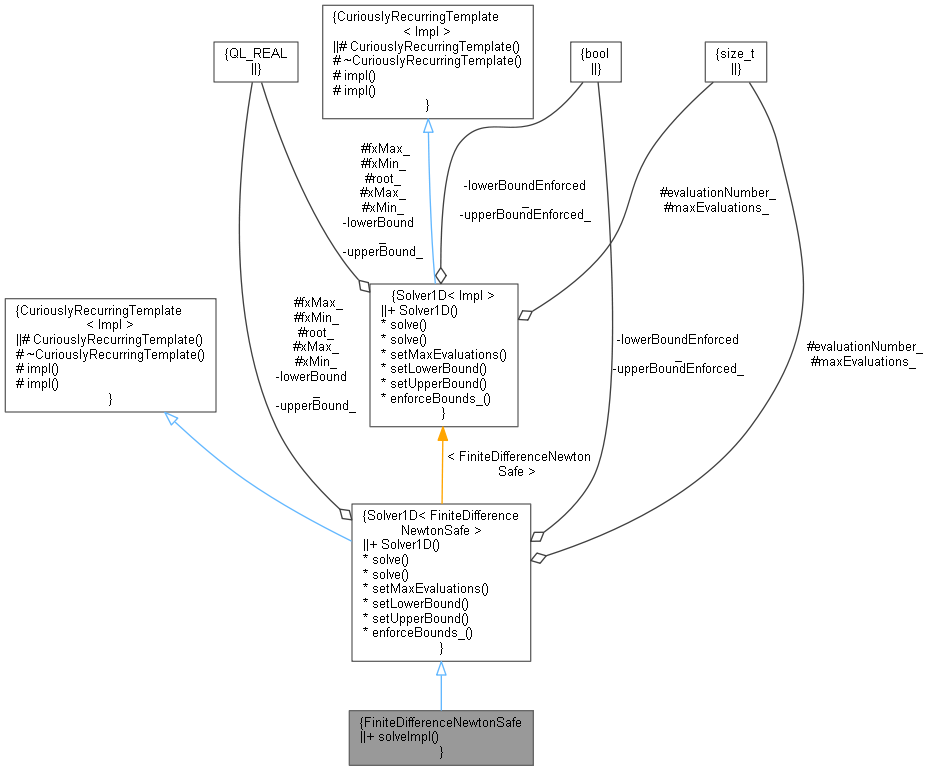 {CuriouslyRecurringTemplate
< Impl >
||# CuriouslyRecurringTemplate()
# ~CuriouslyRecurringTemplate()
# impl()
# impl()
}
{QL_REAL
||}
{bool
||}
{size_t
||}
#fxMax_
#fxMin_
#root_
#xMax_
#xMin_
-lowerBound
_
-upperBound_
-lowerBoundEnforced
_
-upperBoundEnforced_
#evaluationNumber_
#maxEvaluations_
{Solver1D< Impl >
||+ Solver1D()
* solve()
* solve()
* setMaxEvaluations()
* setLowerBound()
* setUpperBound()
* enforceBounds_()
}
{CuriouslyRecurringTemplate
< Impl >
||# CuriouslyRecurringTemplate()
# ~CuriouslyRecurringTemplate()
# impl()
# impl()
}
#fxMax_
#fxMin_
#root_
#xMax_
#xMin_
-lowerBound
_
-upperBound_
-lowerBoundEnforced
_
-upperBoundEnforced_
#evaluationNumber_
#maxEvaluations_
< FiniteDifferenceNewton
Safe >
{Solver1D< FiniteDifference
NewtonSafe >
||+ Solver1D()
* solve()
* solve()
* setMaxEvaluations()
* setLowerBound()
* setUpperBound()
* enforceBounds_()
}
{FiniteDifferenceNewtonSafe
||+ solveImpl()
}